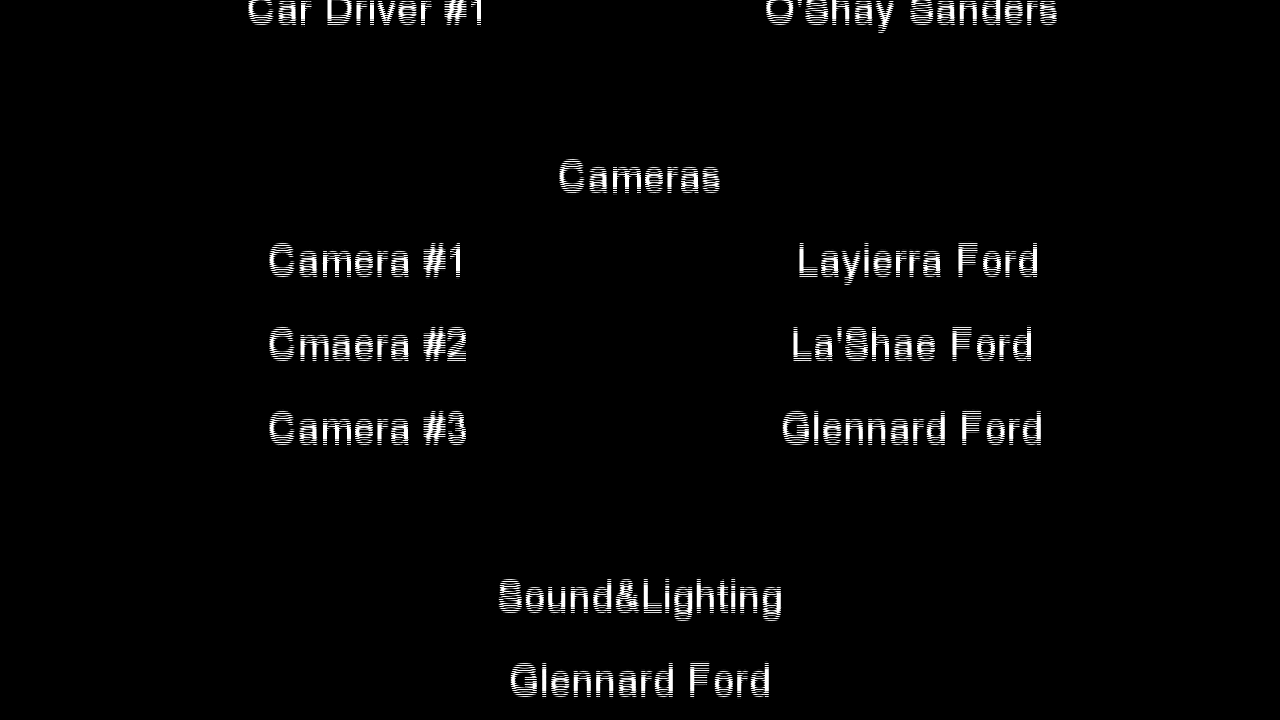 Car Driver #1 O'Shay Sanders
Cameras
Camera #1 Layierra Ford
Cmaera #2 La'Shae Ford
Camera #3 Glennard Ford
Sound&Lighting
Glennard Ford